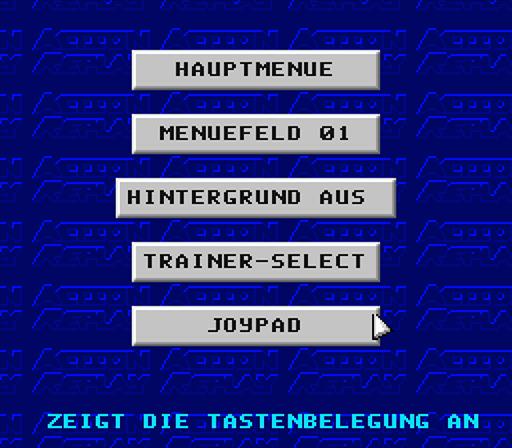 HAUPTMENUE
MENUEFELD 01
HINTERGRUND AUS
TRAINER-SELECT
JOYPAD
ZEIGT DIE TASTENBELEGUNG AN